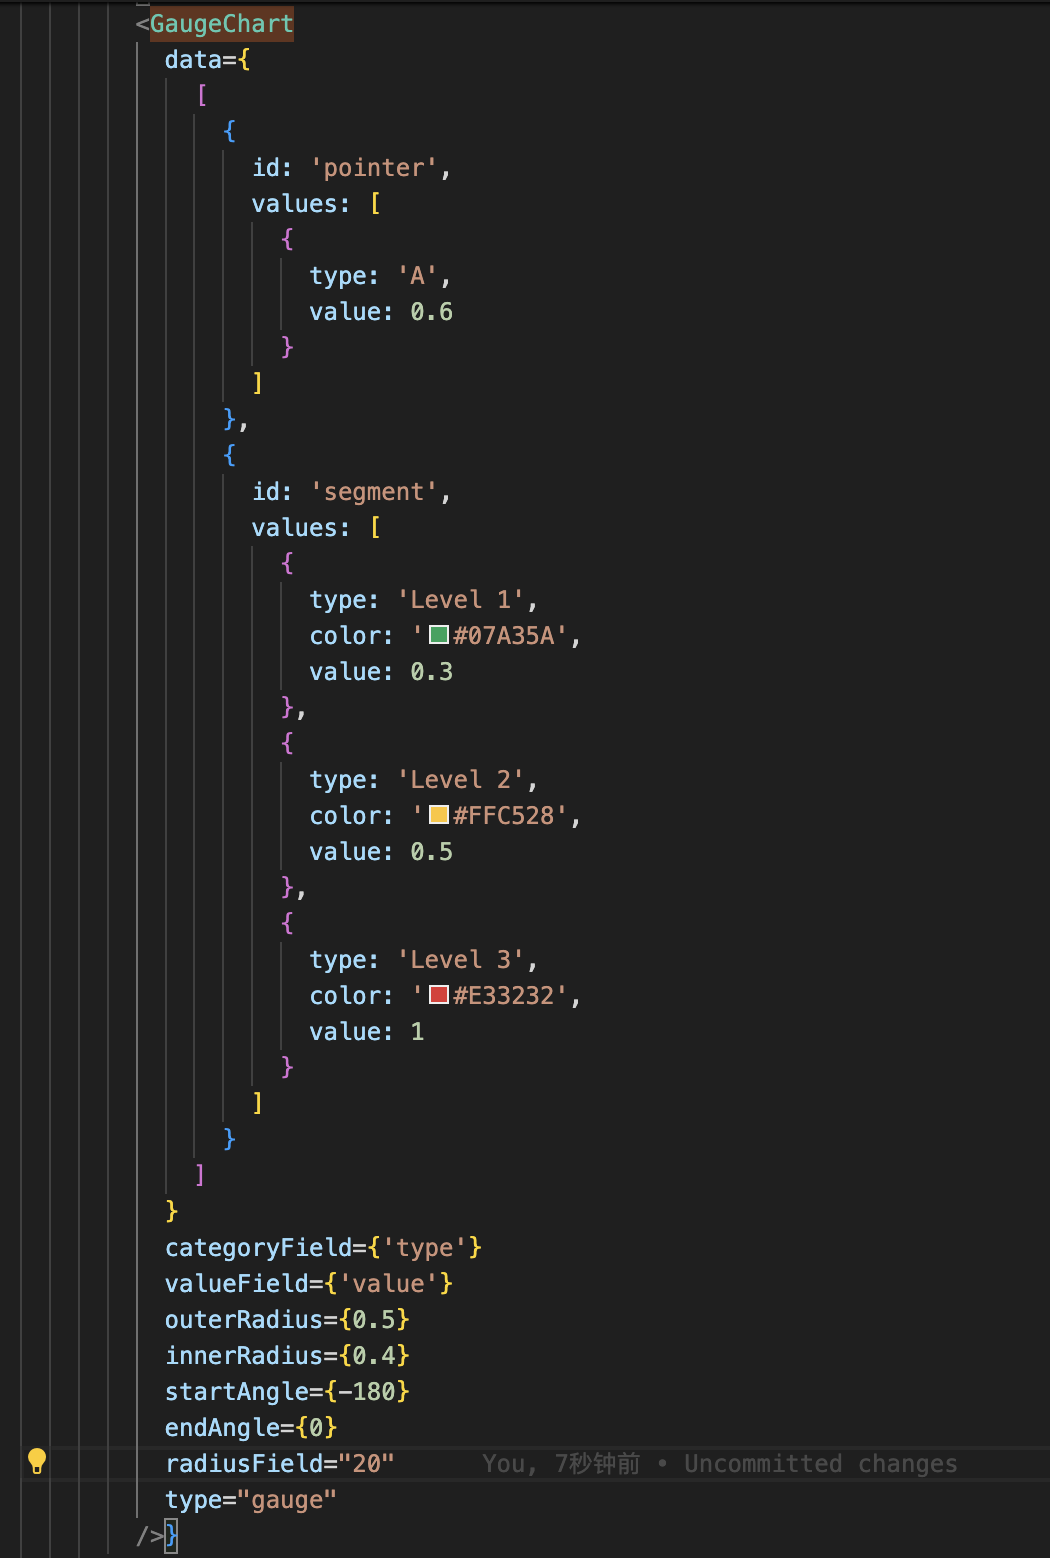 <GaugeChart
data={
[
{
id: 'pointer',
values: [
{
type: 'A',
value: 0.6
}
]
},
{
id: 'segment',
values: [
{
type: 'Level 1',
color: '#07A35A',
value: 0.3
},
{
type: 'Level 2',
color: '#FFC528',
value: 0.5
},
{
type: 'Level 3',
color: '#E33232',
value: 1
}
]
}
]
}
categoryField={'type'}
valueField={'value'}
outerRadius={0.5}
innerRadius={0.4}
startAngle={-180}
endAngle={0}
radiusField="20" You, 7秒钟前 • Uncommitted changes
type="gauge"
/>}